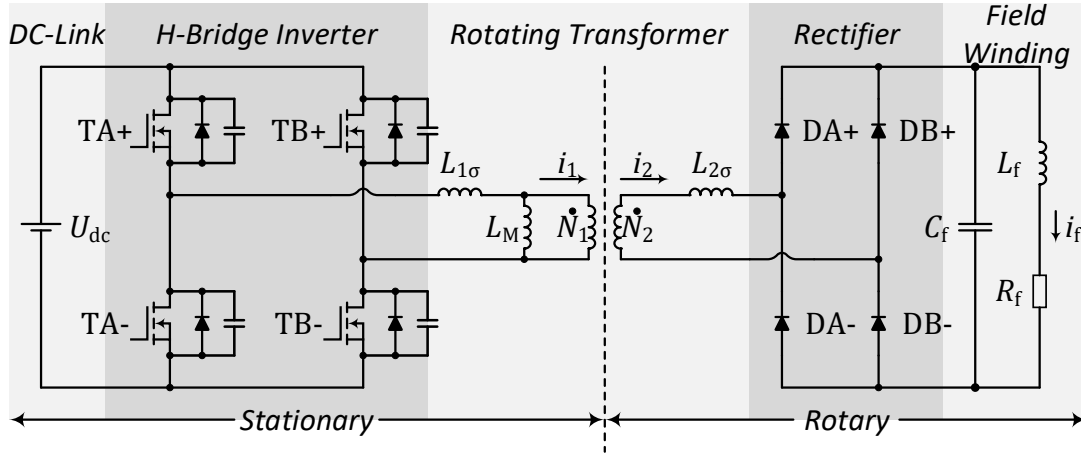 DC-Link
H-Bridge Inverter
Rotating Transformer
Rectifier
Field
Winding
TA+
TB+
DA+
DB+
L1σ
i1
i2
L2σ
Lf
Udc
LM
N1
N2
Cf
if
Rf
TA-
TB-
DA-
DB-
Stationary
Rotary